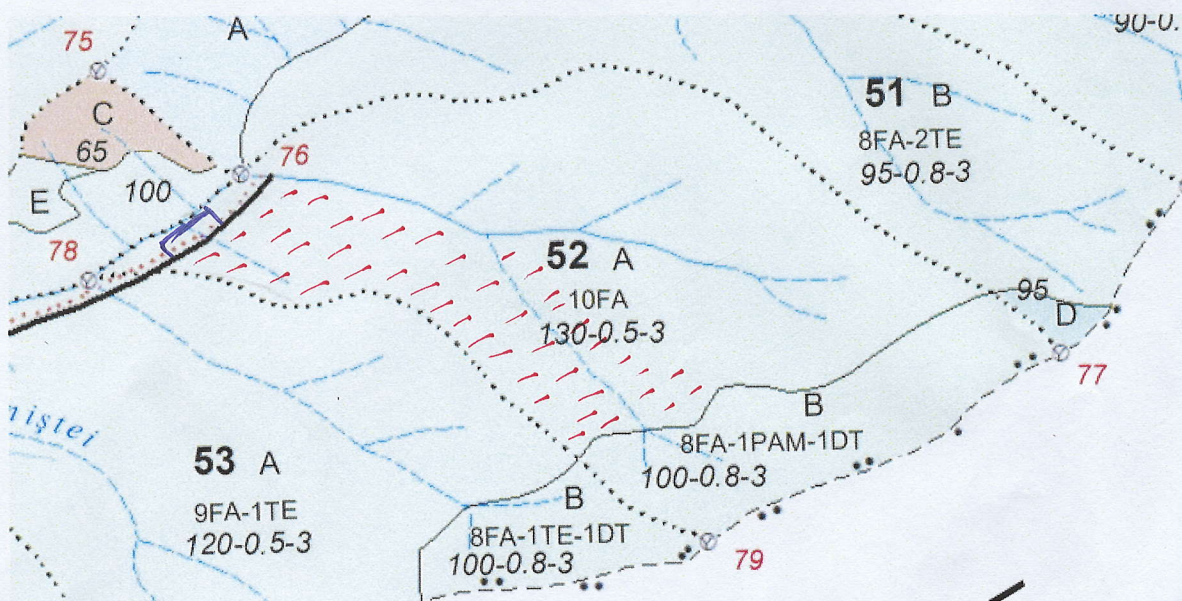 A
90-0.
75
51 B
C
8FA-2TE
65
76
95-0.8-3
100
E
78
52 A
95
10FA
D
130-0.5-3
77
B
niștei
8FA-1PAM-1DT
53 A
100-0.8-3
B
9FA-1TE
8FA-1TE-1DT
120-0.5-3
100-0.8-3
79